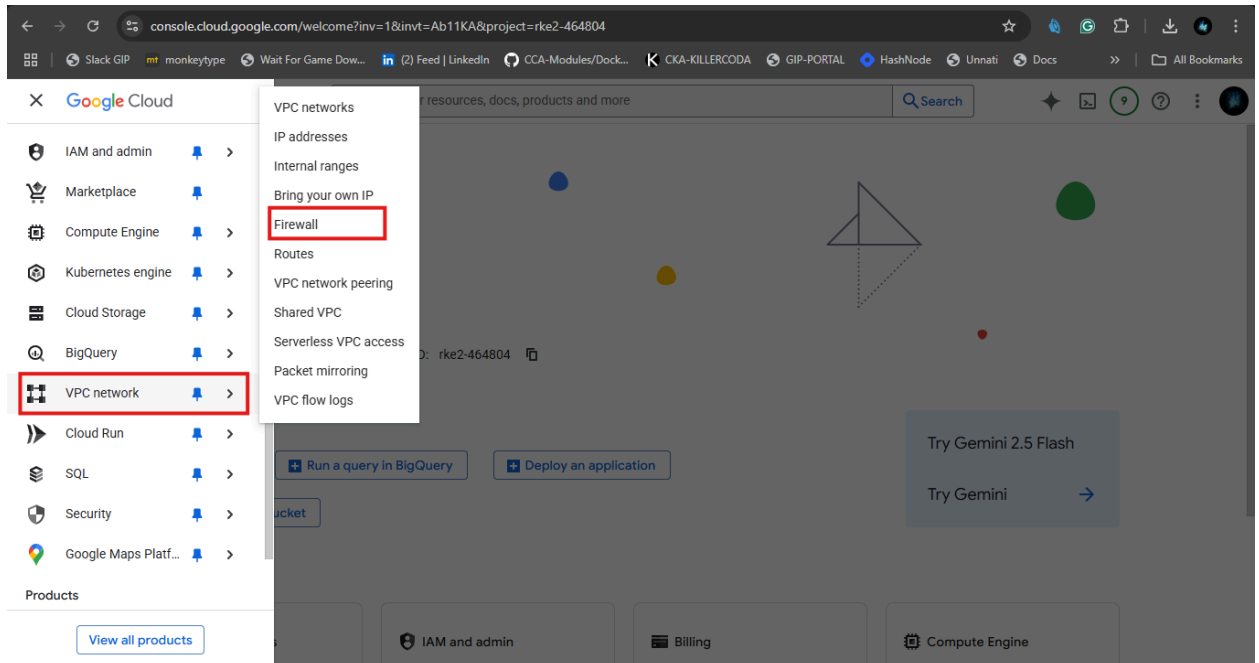 console.cloud.google.com/welcome?inv=1&invt=Ab11KA&project=rke2-464804
Slack GIP
mt monkeytype
Wait For Game Dow...
in (2) Feed | LinkedIn
CCA-Modules/Dock...
K CKA-KILLERCODA
GIP-PORTAL
HashNode
Unnati
Docs
»
All Bookmarks
Google Cloud
r resources, docs, products and more
Search
9
IAM and admin
Marketplace
Compute Engine
Kubernetes engine
Cloud Storage
BigQuery
VPC network
Cloud Run
SQL
Security
Google Maps Platf...
Products
View all products
VPC networks
IP addresses
Internal ranges
Bring your own IP
Firewall
Routes
VPC network peering
Shared VPC
Serverless VPC access
Packet mirroring
VPC flow logs
D: rke2-464804
Run a query in BigQuery
Deploy an application
ucket
Try Gemini 2.5 Flash
Try Gemini
s
IAM and admin
Billing
Compute Engine